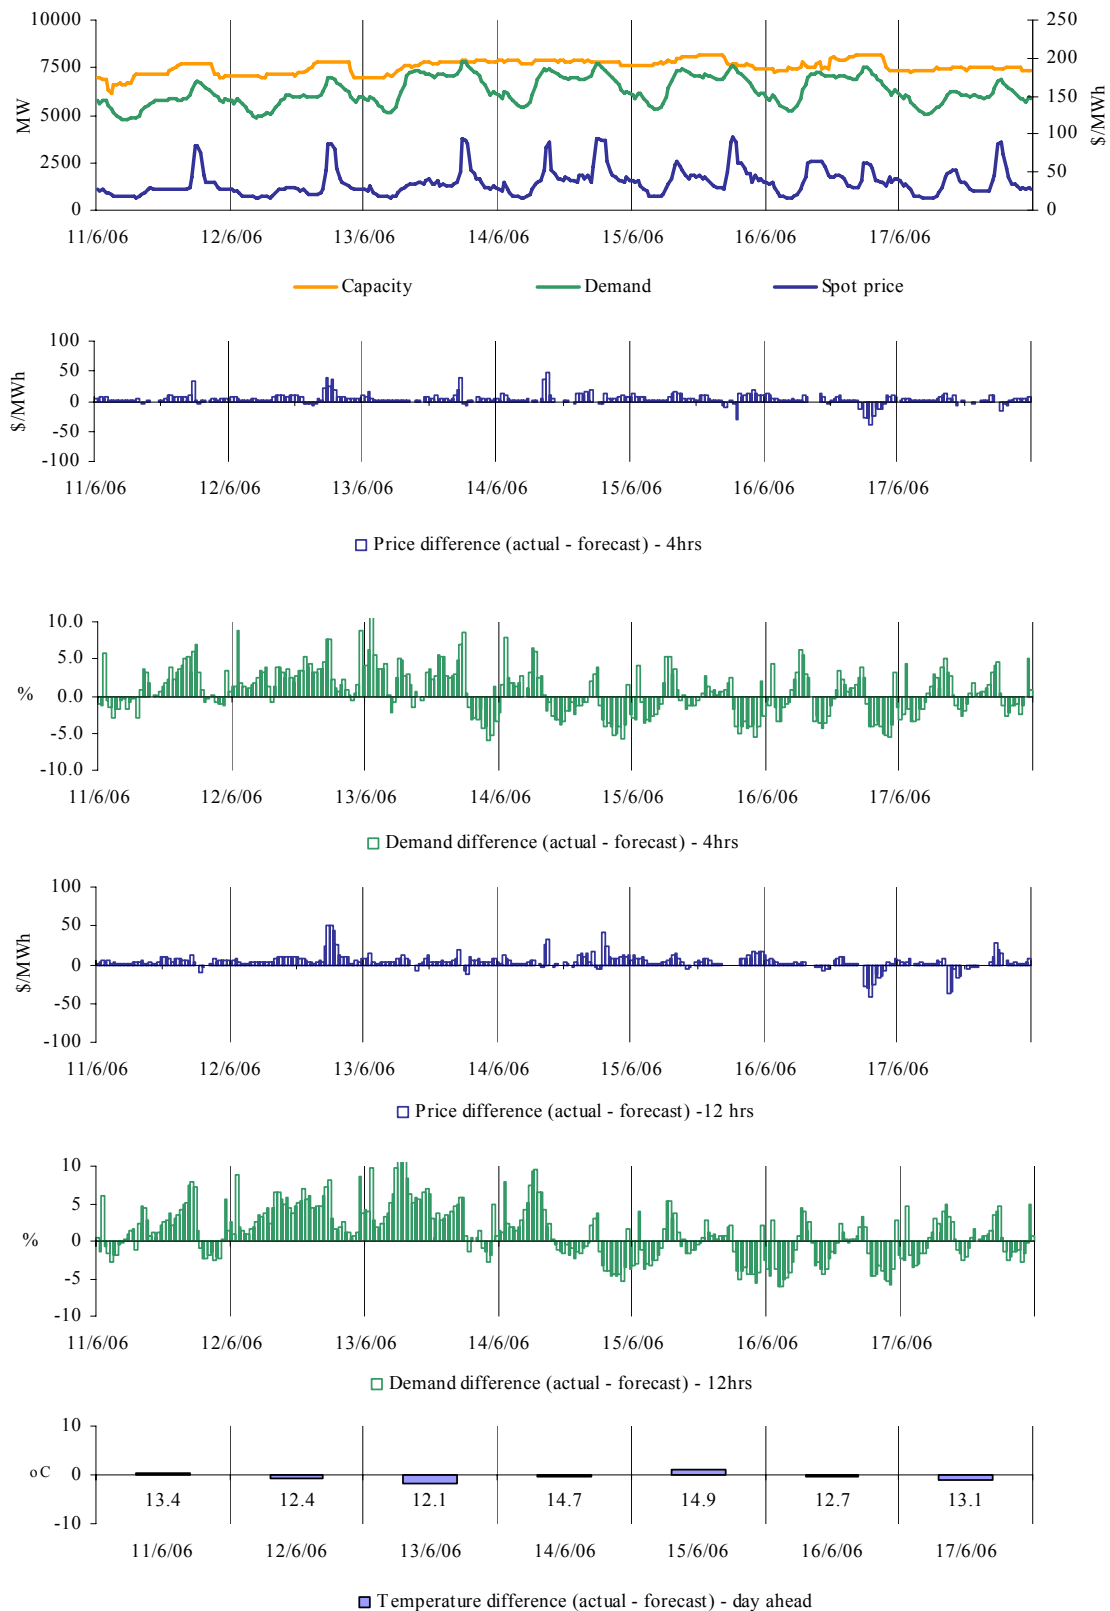 10000 250
7500 200
MW 5000 150 $/MWh
100
2500 50
0 0
11/6/06 12/6/06 13/6/06 14/6/06 15/6/06 16/6/06 17/6/06
Capacity Demand Spot price
100
50
$/MWh 0
-50
-100
11/6/06 12/6/06 13/6/06 14/6/06 15/6/06 16/6/06 17/6/06
Price difference (actual - forecast) - 4hrs
10.0
5.0
% 0.0
-5.0
-10.0
11/6/06 12/6/06 13/6/06 14/6/06 15/6/06 16/6/06 17/6/06
Demand difference (actual - forecast) - 4hrs
100
50
$/MWh 0
-50
-100
11/6/06 12/6/06 13/6/06 14/6/06 15/6/06 16/6/06 17/6/06
Price difference (actual - forecast) -12 hrs
10
5
% 0
-5
-10
11/6/06 12/6/06 13/6/06 14/6/06 15/6/06 16/6/06 17/6/06
Demand difference (actual - forecast) - 12hrs
10
oC 0
13.4 12.4 12.1 14.7 14.9 12.7 13.1
-10
11/6/06 12/6/06 13/6/06 14/6/06 15/6/06 16/6/06 17/6/06
Temperature difference (actual - forecast) - day ahead